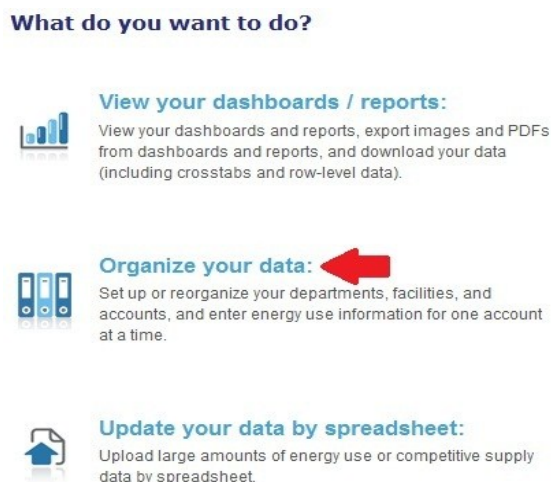 What do you want to do?
View your dashboards / reports:
View your dashboards and reports, export images and PDFs
from dashboards and reports, and download your data
(including crosstabs and row-level data).
Organize your data:
Set up or reorganize your departments, facilities, and
accounts, and enter energy use information for one account
at a time.
Update your data by spreadsheet:
Upload large amounts of energy use or competitive supply
data by spreadsheet.